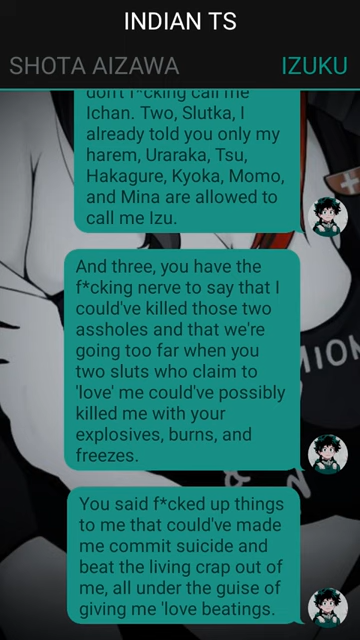 INDIAN TS
SHOTA AIZAWA IZUKU
don't f*cking call me
Ichan. Two, Slutka, I
already told you only my
harem, Uraraka, Tsu,
Hakagure, Kyoka, Momo,
and Mina are allowed to
call me Izu.
And three, you have the
f*cking nerve to say that I
could've killed those two
assholes and that we're
going too far when you
two sluts who claim to
'love' me could've possibly
killed me with your
explosives, burns, and
freezes.
You said f*cked up things
to me that could've made
me commit suicide and
beat the living crap out of
me, all under the guise of
giving me 'love beatings.